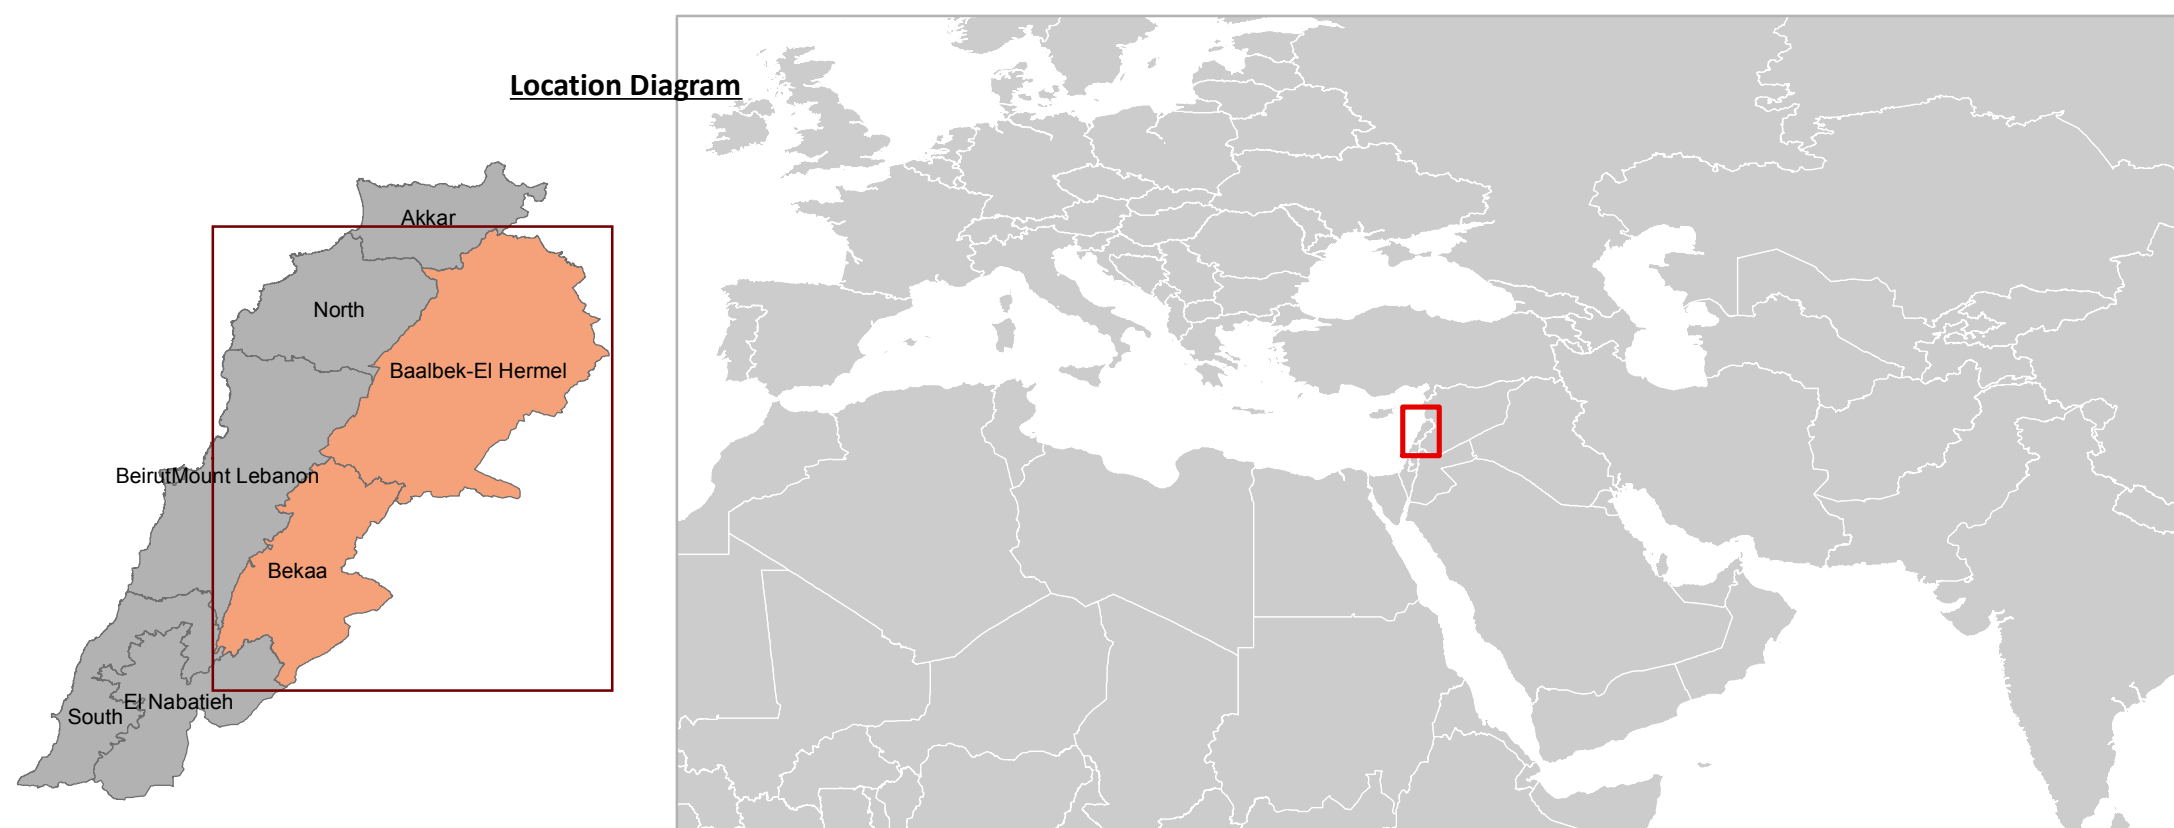 Location Diagram
Akkar
North
Baalbek-El Hermel
BeirutMount Lebanon
Bekaa
El Nabatieh
South